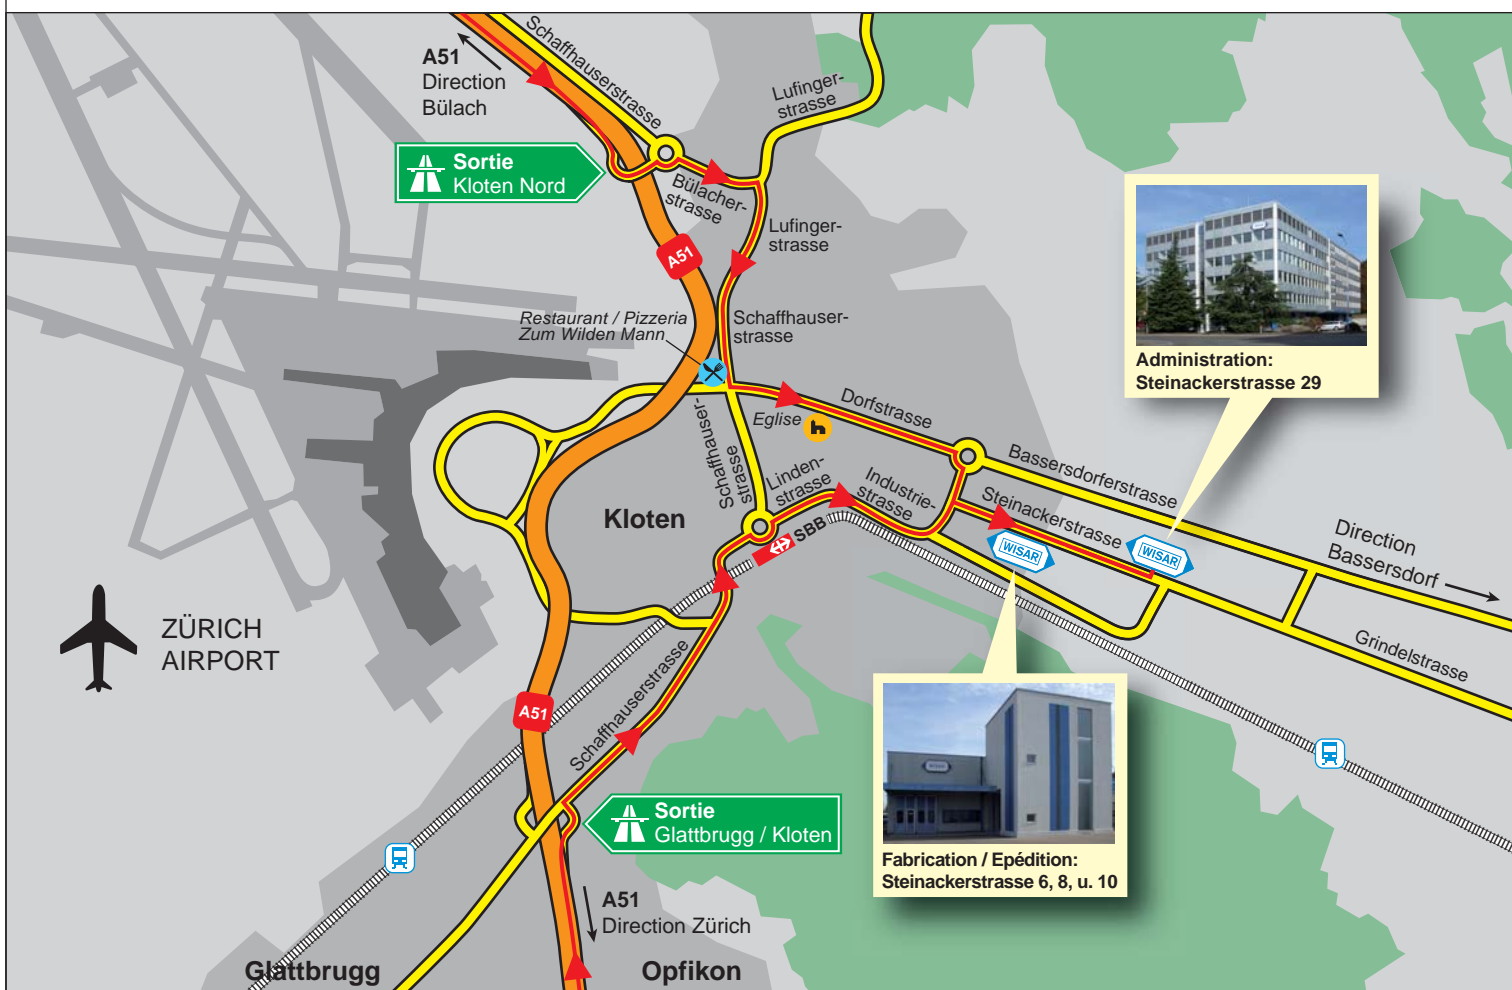 Schaffhauserstrasse
A51
Direction
Bülach
Lufinger-
strasse
Sortie
Kloten Nord
Bülacher-
strasse
Lufinger-
strasse
A51
Restaurant / Pizzeria
Zum Wilden Mann
Schaffhauser-
strasse
Administration:
Steinackerstrasse 29
Schaffhauser-
strasse
Eglise
Dorfstrasse
Bassersdorferstrasse
Linden-
strasse
Industrie-
strasse
Steinackerstrasse
Kloten
SBB
WISAR
WISAR
Direction
Bassersdorf
ZÜRICH
AIRPORT
Grindelstrasse
Schaffhauserstrasse
A51
WISAR
Sortie
Glattbrugg / Kloten
Fabrication / Epédition:
Steinackerstrasse 6, 8, u. 10
A51
Direction Zürich
Glattbrugg
Opfikon